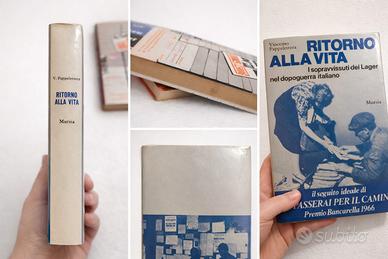 V. Pappalettera
RITORNO
ALLA VITA
Mursia
Vincenzo
Pappalettera
RITORNO
ALLA VITA
I sopravvissuti dei Lager
nel dopoguerra italiano
Mursia
il seguito ideale di
TU PASSERAI PER IL CAMINO
Premio Bancarella 1966
subito